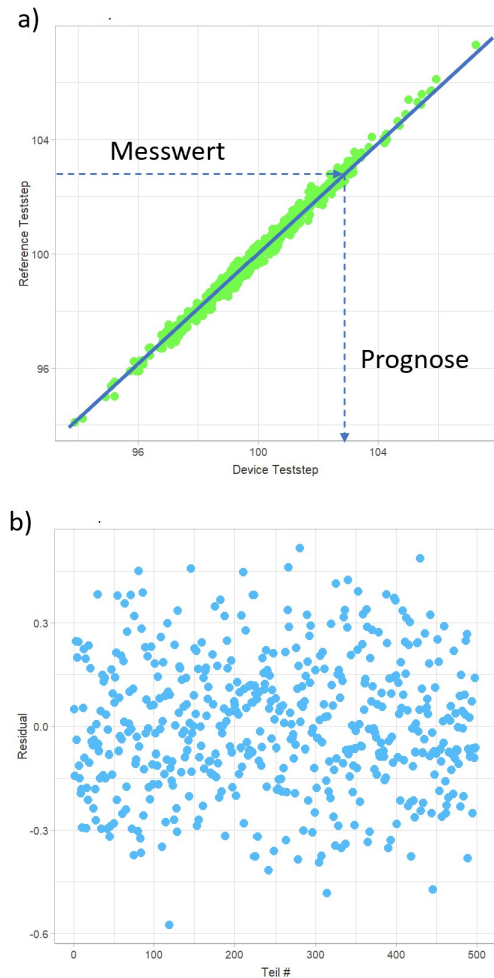 a)
Messwert
Prognose
Reference Teststep
104
100
96
96
100
104
Device Teststep
b)
Residual
0.3
0.0
-0.3
-0.6
0
100
200
300
400
500
Teil #